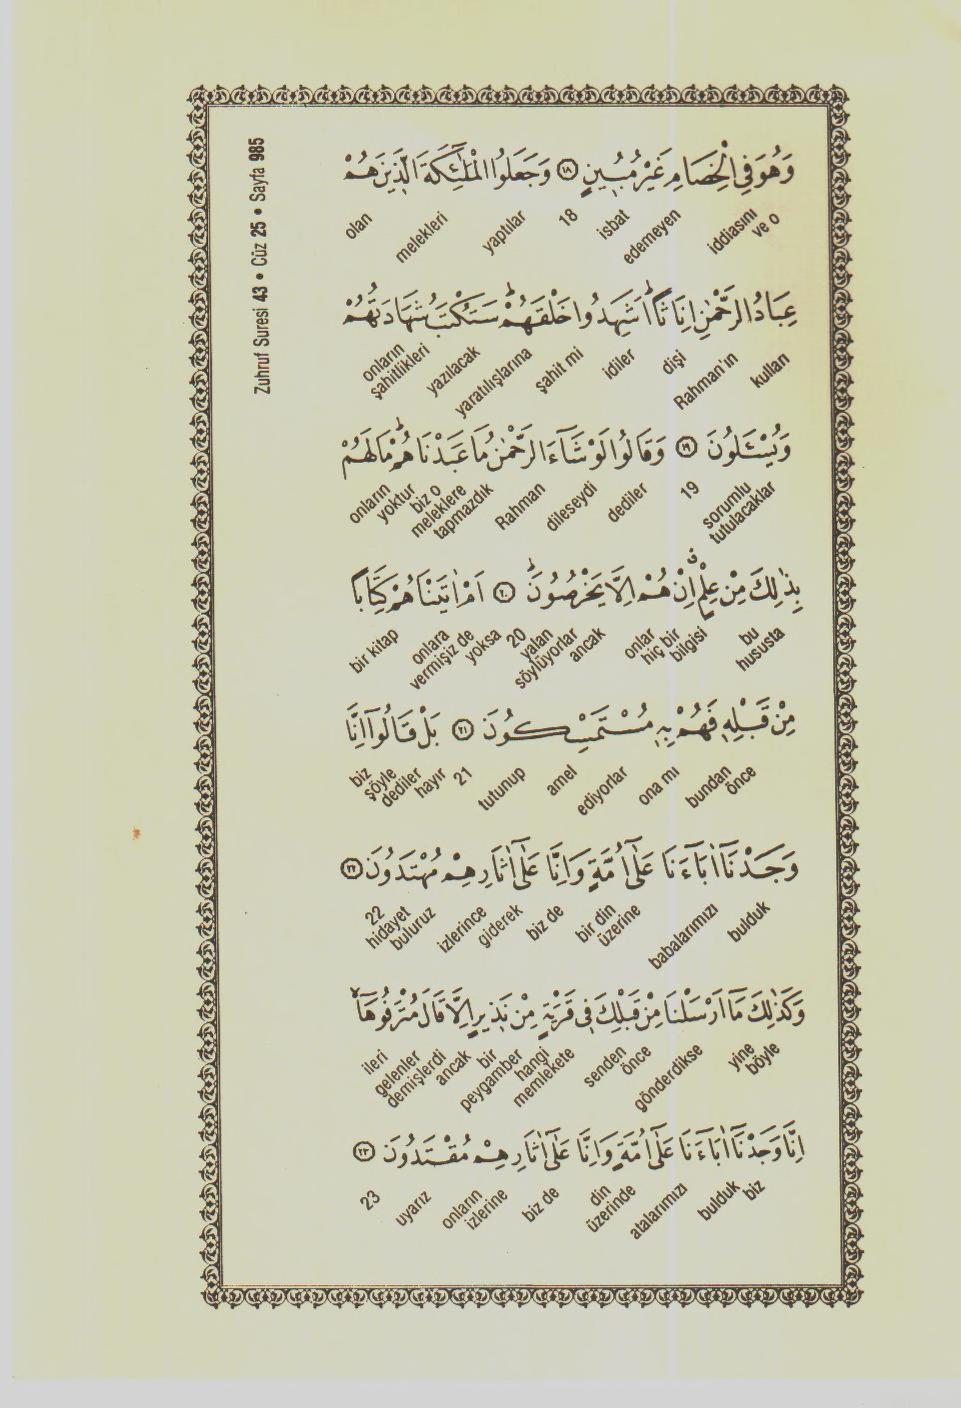 Zuhruf Suresi 43 • Cüz 25 • Sayfa 985
وَهُوَ فِي الْخِصَامِ غَيْرُ مُبِينٍ ﴿١٨﴾ وَجَعَلُوا الْمَلٰٓئِكَةَ الَّذِينَ هُمْ
ve o iddiasını edemeyen isbat 18 yaptılar melekleri olan
عِبَادُ الرَّحْمٰنِ اِنَاثًا اَشَهِدُوا خَلْقَهُمْ سَتُكْتَبُ شَهَادَتُهُمْ
kulları Rahman'ın dişi idiler şahit mi yaratılışlarına yazılacak onların şahitlikleri
وَيُسْـَٔلُونَ ﴿١٩﴾ وَقَالُوا لَوْ شَٓاءَ الرَّحْمٰنُ مَا عَبَدْنَاهُمْ مَالَهُمْ
sorumlu tutulacaklar 19 dediler dileseydi Rahman biz o meleklere tapmazdık yoktur onların
بِذٰلِكَ مِنْ عِلْمٍ اِنْ هُمْ اِلَّا يَخْرُصُونَ ﴿٢٠﴾ اَمْ اٰتَيْنَاهُمْ كِتَابًا
bu hususta hiç bir bilgisi onlar ancak yalan söylüyorlar 20 yoksa onlara vermişiz de bir kitap
مِنْ قَبْلِهِ فَهُمْ بِهِ مُسْتَمْسِكُونَ ﴿٢١﴾ بَلْ قَالُٓوا اِنَّا
bundan önce ona mı amel ediyorlar tutunup 21 hayır şöyle dediler biz
وَجَدْنَٓا اٰبَٓاءَنَا عَلٰٓى اُمَّةٍ وَاِنَّا عَلٰٓى اٰثَارِهِمْ مُهْتَدُونَ ﴿٢٢﴾
bulduk babalarımızı bir din üzerine biz de giderek izlerince hidayet buluruz 22
وَكَذٰلِكَ مَٓا اَرْسَلْنَا مِنْ قَبْلِكَ فِي قَرْيَةٍ مِنْ نَذِيرٍ اِلَّا قَالَ مُتْرَفُوهَٓا
yine böyle gönderdikse senden önce hangi memlekete bir peygamber ancak demişlerdi ileri gelenler
اِنَّا وَجَدْنَٓا اٰبَٓاءَنَا عَلٰٓى اُمَّةٍ وَاِنَّا عَلٰٓى اٰثَارِهِمْ مُقْتَدُونَ ﴿٢٣﴾
biz bulduk atalarımızı din üzerinde biz de onların izlerine uyarız 23